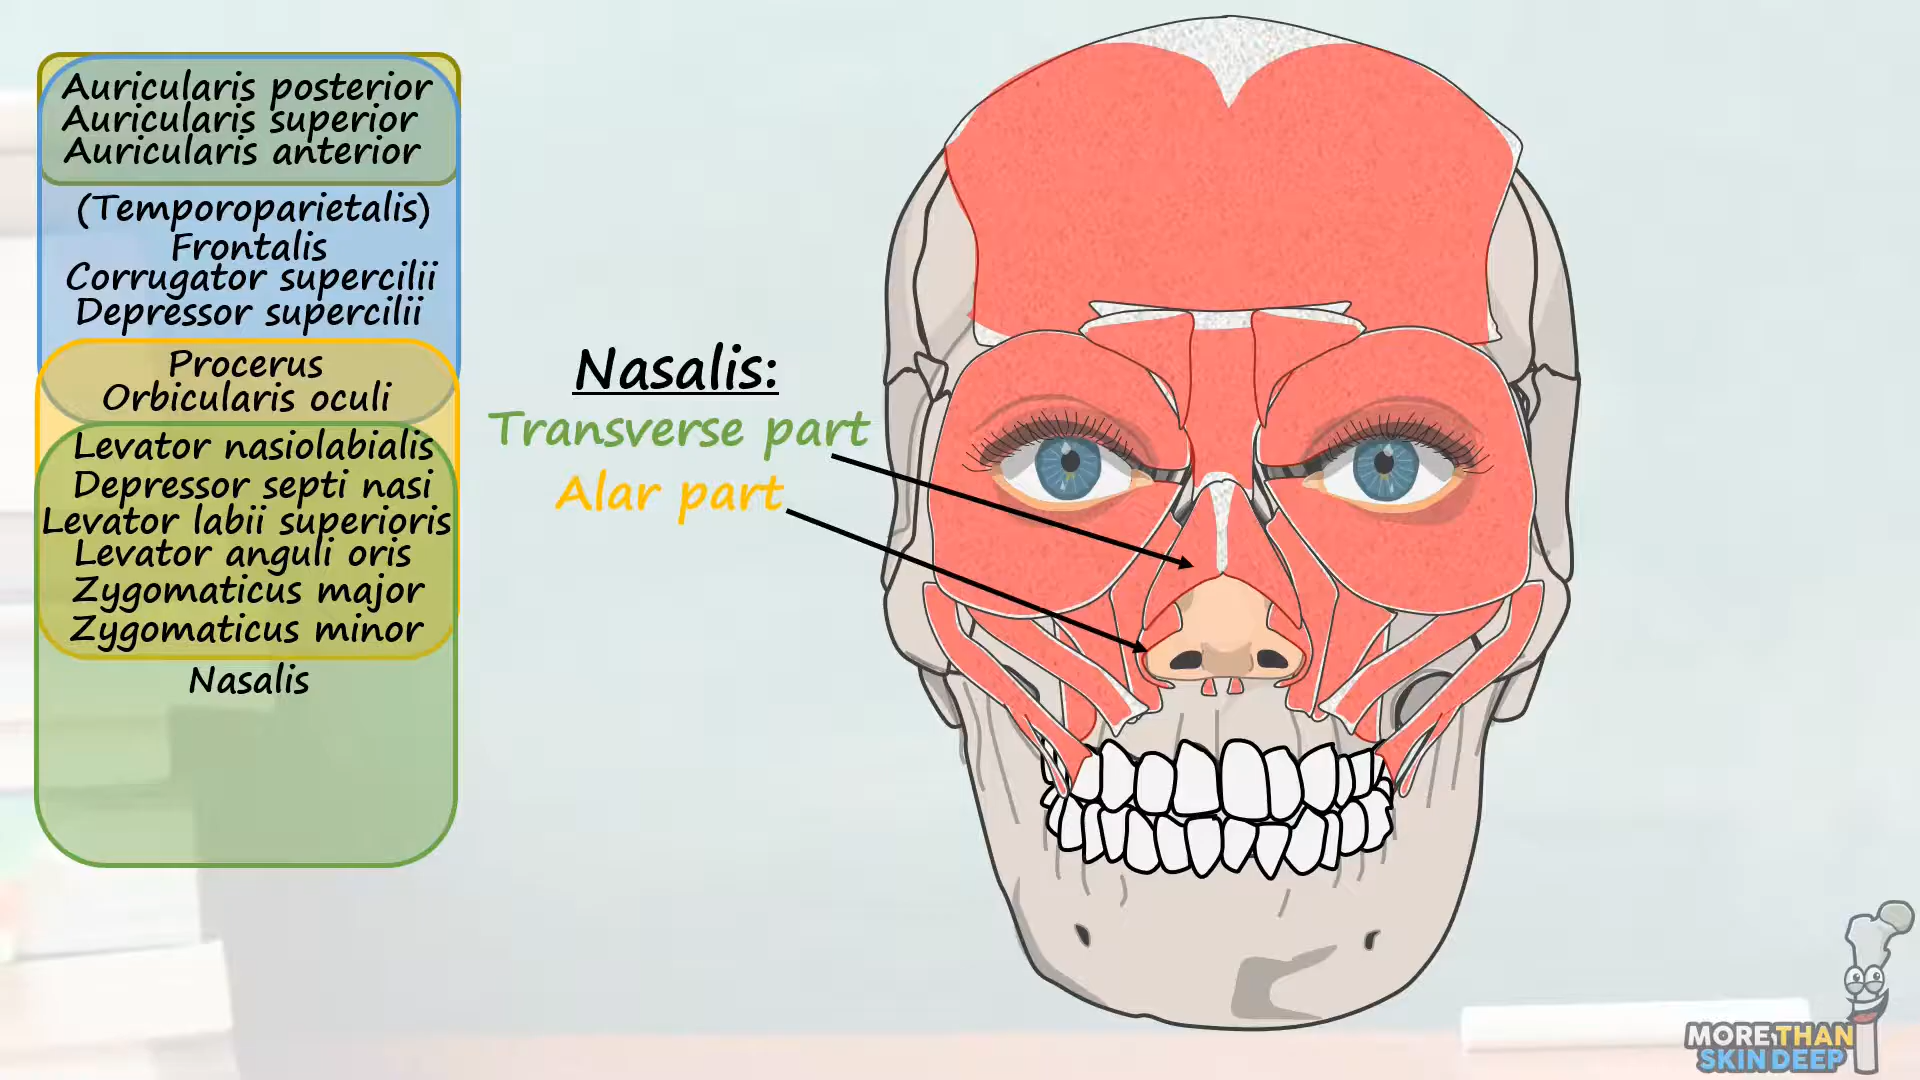 Auricularis posterior
Auricularis superior
Auricularis anterior
(Temporoparietalis)
Frontalis
Corrugator supercilii
Depressor supercilii
Procerus
Orbicularis oculi
Levator nasiolabialis
Depressor septi nasi
Levator labii superioris
Levator anguli oris
Zygomaticus major
Zygomaticus minor
Nasalis
Nasalis:
Transverse part
Alar part
MORE THAN
SKIN DEEP